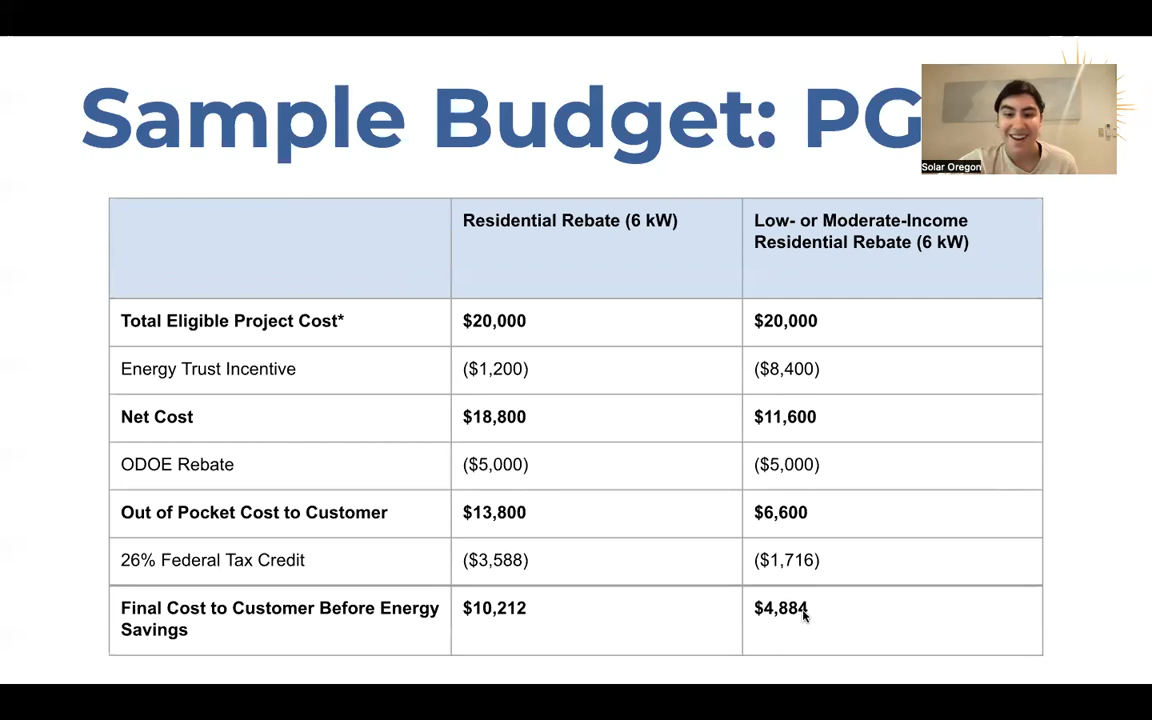 Sample Budget: PG
Solar Oregon
Residential Rebate (6 kW)
Low- or Moderate-Income
Residential Rebate (6 kW)
Total Eligible Project Cost*
$20,000
$20,000
Energy Trust Incentive
($1,200)
($8,400)
Net Cost
$18,800
$11,600
ODOE Rebate
($5,000)
($5,000)
Out of Pocket Cost to Customer
$13,800
$6,600
26% Federal Tax Credit
($3,588)
($1,716)
Final Cost to Customer Before Energy
Savings
$10,212
$4,884